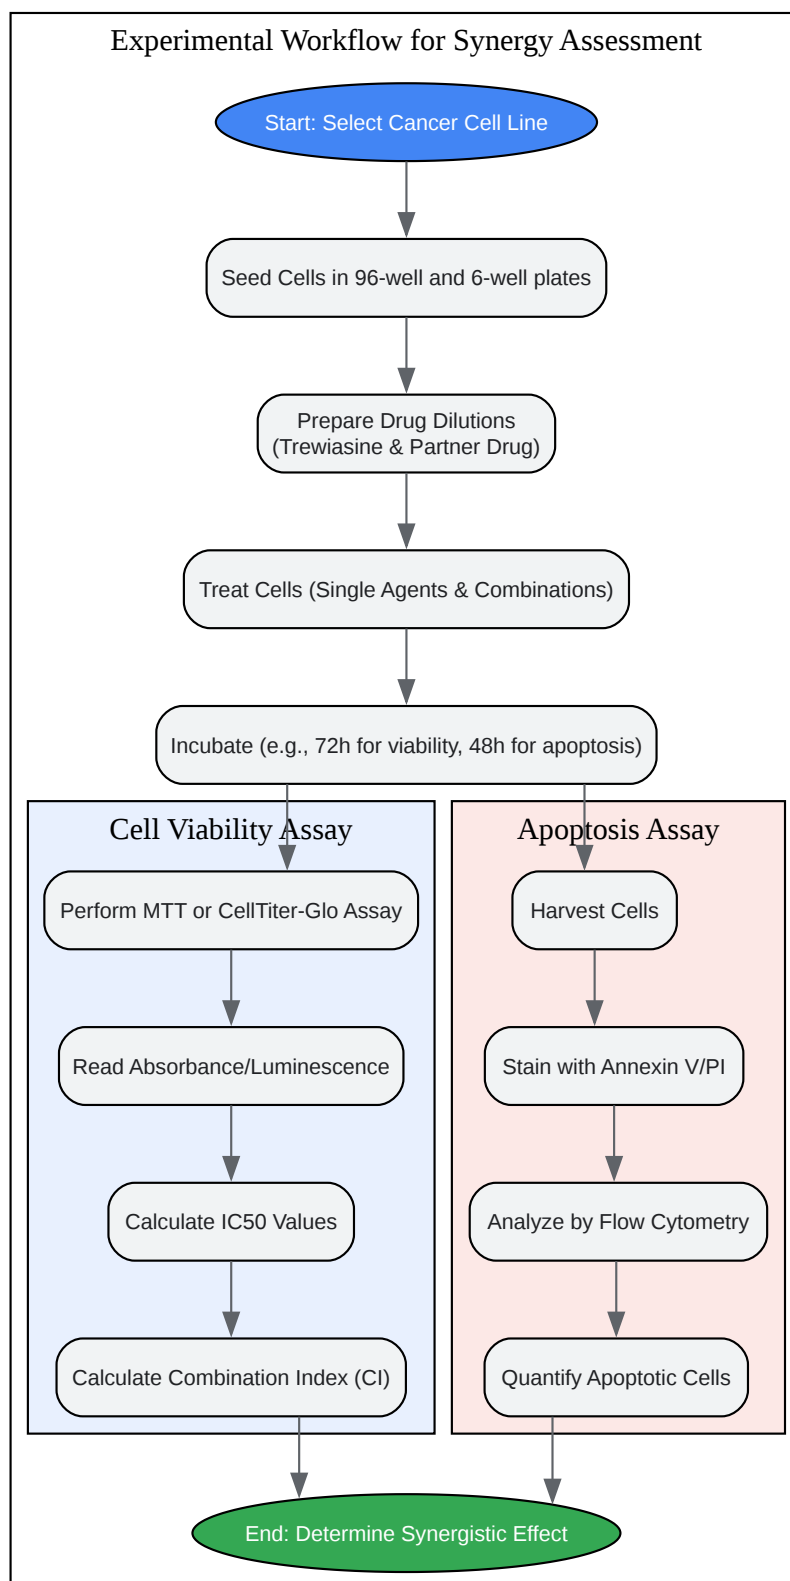 Experimental Workflow for Synergy Assessment
Start: Select Cancer Cell Line
Seed Cells in 96-well and 6-well plates
Prepare Drug Dilutions
(Trewiasine & Partner Drug)
Treat Cells (Single Agents & Combinations)
Incubate (e.g., 72h for viability, 48h for apoptosis)
Cell Viability Assay
Perform MTT or CellTiter-Glo Assay
Read Absorbance/Luminescence
Calculate IC50 Values
Calculate Combination Index (CI)
Apoptosis Assay
Harvest Cells
Stain with Annexin V/PI
Analyze by Flow Cytometry
Quantify Apoptotic Cells
End: Determine Synergistic Effect